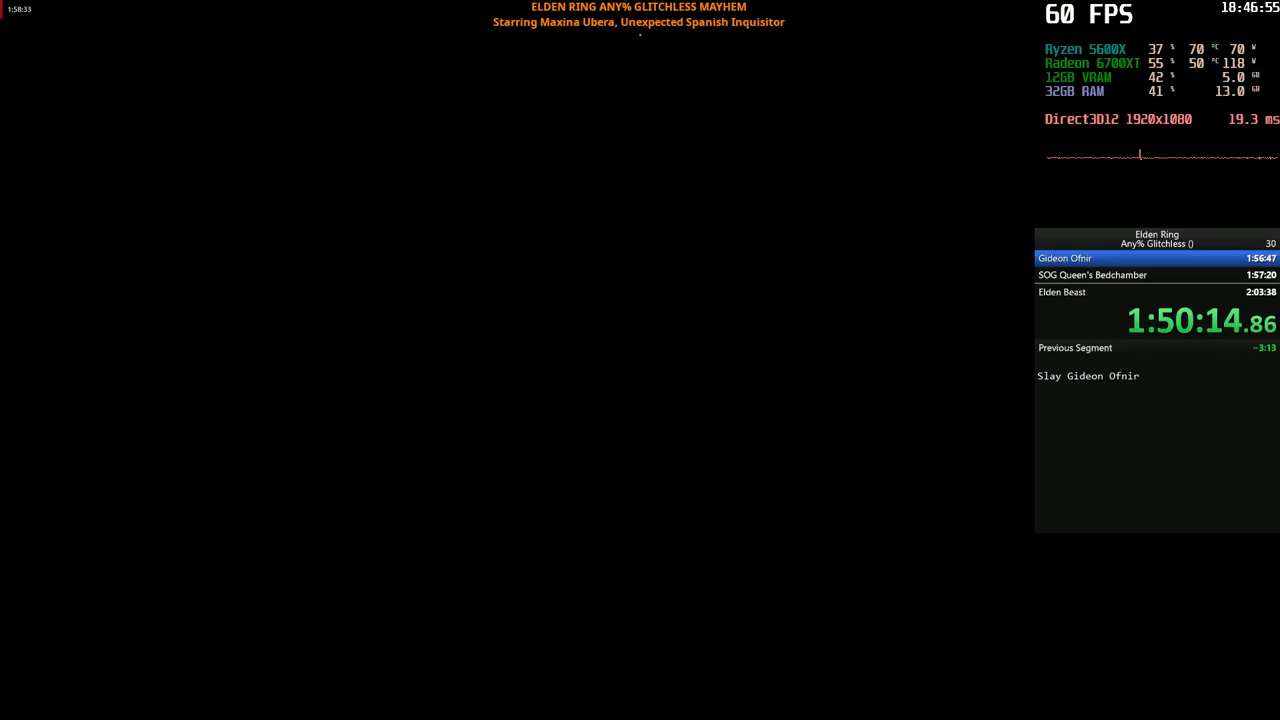 1:58:33
ELDEN RING ANY% GLITCHLESS MAYHEM
Starring Maxina Ubera, Unexpected Spanish Inquisitor
.
60 FPS
18:46:55
Ryzen 5600X 37 % 70 °C 70 W
Radeon 6700XT 55 % 50 °C 118 W
12GB VRAM 42 % 5.0 GB
32GB RAM 41 % 13.0 GB
Direct3D12 1920x1080 19.3 ms
Elden Ring
Any% Glitchless () 30
Gideon Ofnir 1:56:47
SOG Queen's Bedchamber 1:57:20
Elden Beast 2:03:38
1:50:14.86
Previous Segment −3:13
Slay Gideon Ofnir